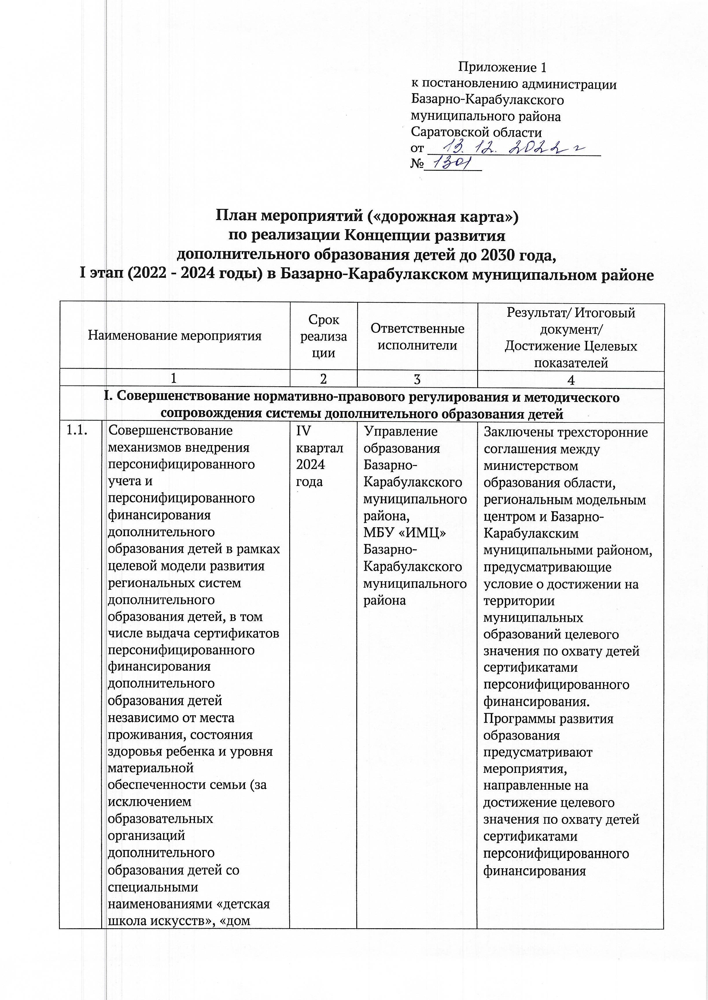 Приложение 1
к постановлению администрации
Базарно-Карабулакского
муниципального района
Саратовской области
от 13.12.2022 г
№ 1301
План мероприятий («дорожная карта»)
по реализации Концепции развития
дополнительного образования детей до 2030 года,
I этап (2022 - 2024 годы) в Базарно-Карабулакском муниципальном районе
Наименование мероприятия
Срок
реализа
ции
Ответственные
исполнители
Результат/ Итоговый
документ/
Достижение Целевых
показателей
1
2
3
4
I. Совершенствование нормативно-правового регулирования и методического
сопровождения системы дополнительного образования детей
1.1.
Совершенствование
механизмов внедрения
персонифицированного
учета и
персонифицированного
финансирования
дополнительного
образования детей в рамках
целевой модели развития
региональных систем
дополнительного
образования детей, в том
числе выдача сертификатов
персонифицированного
финансирования
дополнительного
образования детей
независимо от места
проживания, состояния
здоровья ребенка и уровня
материальной
обеспеченности семьи (за
исключением
образовательных
организаций
дополнительного
образования детей со
специальными
наименованиями «детская
школа искусств», «дом
IV
квартал
2024
года
Управление
образования
Базарно-
Карабулакского
муниципального
района,
МБУ «ИМЦ»
Базарно-
Карабулакского
муниципального
района
Заключены трехсторонние
соглашения между
министерством
образования области,
региональным модельным
центром и Базарно-
Карабулакским
муниципальными районом,
предусматривающие
условие о достижении на
территории
муниципальных
образований целевого
значения по охвату детей
сертификатами
персонифицированного
финансирования.
Программы развития
образования
предусматривают
мероприятия,
направленные на
достижение целевого
значения по охвату детей
сертификатами
персонифицированного
финансирования